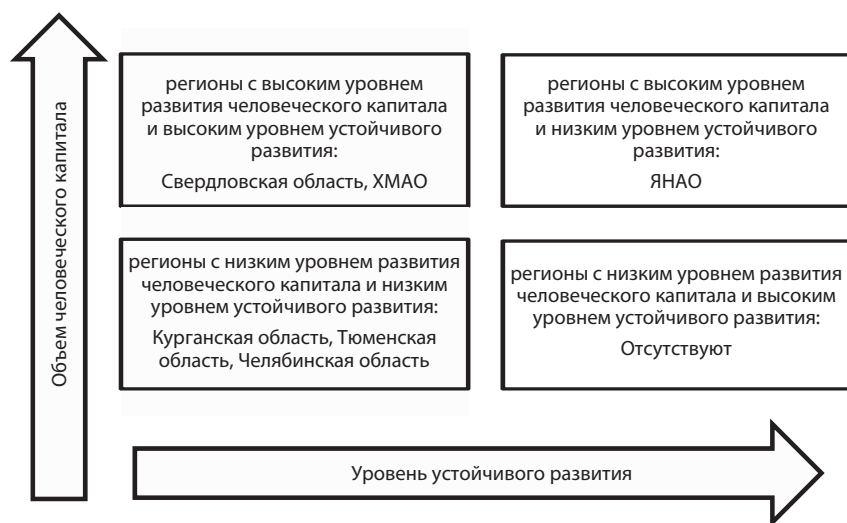 Объем человеческого капитала
регионы с высоким уровнем
развития человеческого капитала
и высоким уровнем устойчивого
развития:
Свердловская область, ХМАО
регионы с высоким уровнем
развития человеческого капитала
и низким уровнем устойчивого
развития:
ЯНАО
регионы с низким уровнем развития
человеческого капитала и низким
уровнем устойчивого развития:
Курганская область, Тюменская
область, Челябинская область
регионы с низким уровнем развития
человеческого капитала и высоким
уровнем устойчивого развития:
Отсутствуют
Уровень устойчивого развития